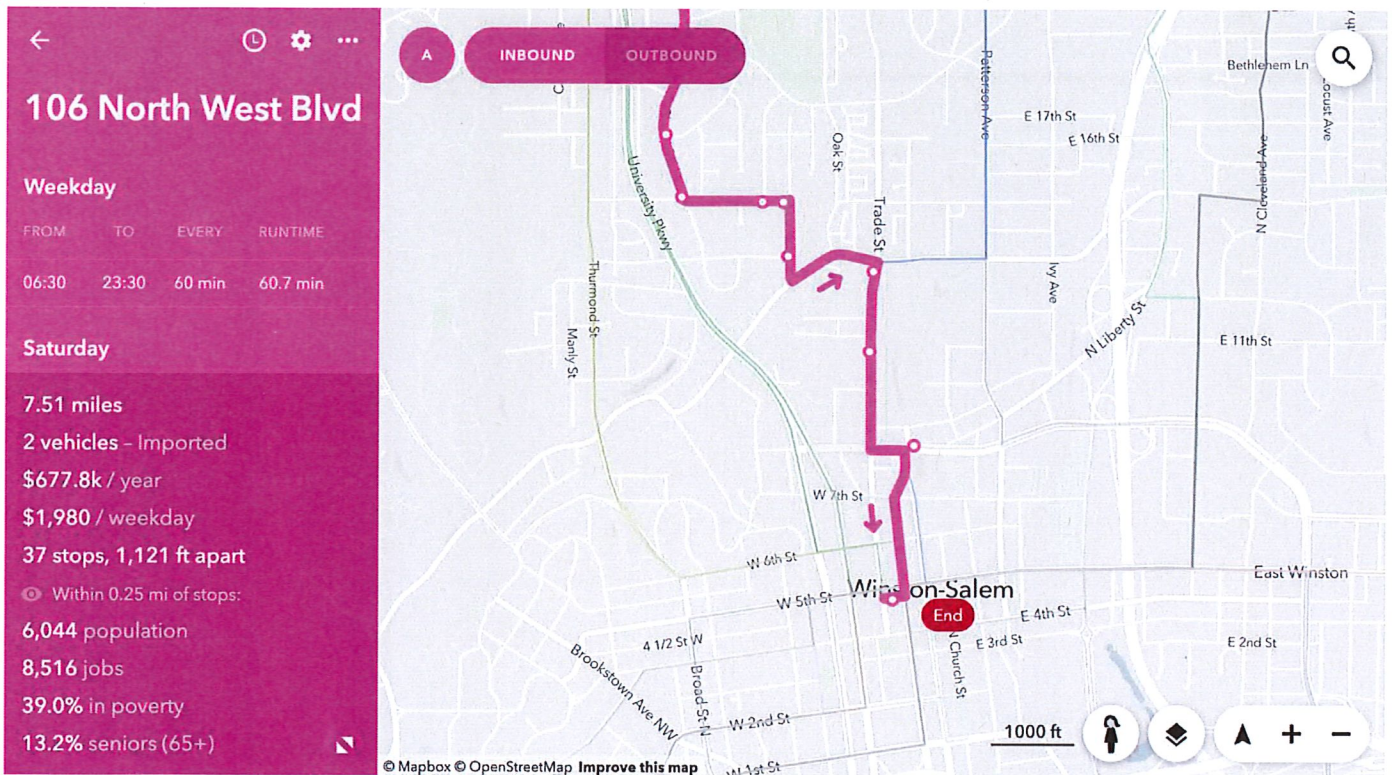 106 North West Blvd
Weekday
FROM TO EVERY RUNTIME
06:30 23:30 60 min 60.7 min
Saturday
7.51 miles
2 vehicles – Imported
$677.8k / year
$1,980 / weekday
37 stops, 1,121 ft apart
Within 0.25 mi of stops:
6,044 population
8,516 jobs
39.0% in poverty
13.2% seniors (65+)
A
INBOUND OUTBOUND
Bethlehem Ln
Patterson Ave
Locust Ave
E 17th St
E 16th St
Oak St
N Cleveland Ave
University Pkwy
Trade St
Thurmond St
Ivy Ave
Manly St
N Liberty St
E 11th St
W 7th St
W 6th St
East Winston
W 5th St
End
E 4th St
4 1/2 St W
E 3rd St
E 2nd St
N Church St
Brookstown Ave NW
Broad St N
W 2nd St
W 1st St
1000 ft
© Mapbox © OpenStreetMap Improve this map